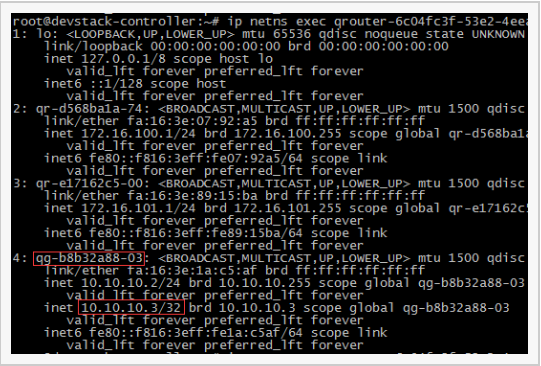 root@devstack-controller:~# ip netns exec qrouter-6c04fc3f-53e2-4eea
1: lo: <LOOPBACK,UP,LOWER_UP> mtu 65536 qdisc noqueue state UNKNOWN
link/loopback 00:00:00:00:00:00 brd 00:00:00:00:00:00
inet 127.0.0.1/8 scope host lo
valid_lft forever preferred_lft forever
inet6 ::1/128 scope host
valid_lft forever preferred_lft forever
2: qr-d568ba1a-74: <BROADCAST,MULTICAST,UP,LOWER_UP> mtu 1500 qdisc
link/ether fa:16:3e:07:92:a5 brd ff:ff:ff:ff:ff:ff
inet 172.16.100.1/24 brd 172.16.100.255 scope global qr-d568ba1a
valid_lft forever preferred_lft forever
inet6 fe80::f816:3eff:fe07:92a5/64 scope link
valid_lft forever preferred_lft forever
3: qr-e17162c5-00: <BROADCAST,MULTICAST,UP,LOWER_UP> mtu 1500 qdisc
link/ether fa:16:3e:89:15:ba brd ff:ff:ff:ff:ff:ff
inet 172.16.101.1/24 brd 172.16.101.255 scope global qr-e17162c5
inet6 fe80::f816:3eff:fe89:15ba/64 scope link
valid_lft forever preferred_lft forever
4: qg-b8b32a88-03: <BROADCAST,MULTICAST,UP,LOWER_UP> mtu 1500 qdisc
link/ether fa:16:3e:1a:c5:af brd ff:ff:ff:ff:ff:ff
inet 10.10.10.2/24 brd 10.10.10.255 scope global qg-b8b32a88-03
valid_lft forever preferred_lft forever
inet 10.10.10.3/32 brd 10.10.10.3 scope global qg-b8b32a88-03
valid_lft forever preferred_lft forever
inet6 fe80::f816:3eff:fe1a:c5af/64 scope link
valid_lft forever preferred_lft forever